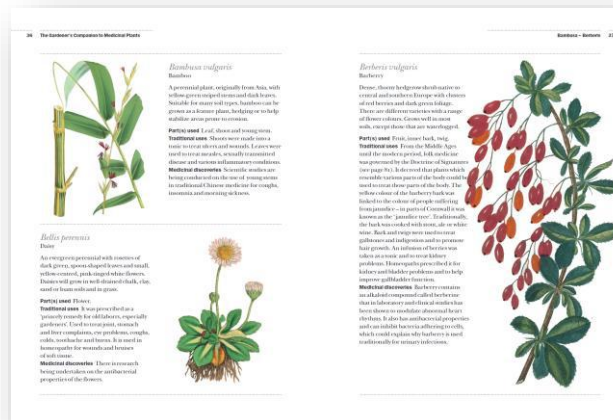 26 The Gardener's Companion to Medicinal Plants
Bambusa vulgaris
Bamboo
A perennial plant, originally from Asia, with
yellow-green striped stems and dark leaves.
Suitable for many soil types, bamboo can be
grown as a feature plant, hedging or to help
stabilize areas prone to erosion.
Part(s) used Leaf, shoots and young stem.
Traditional uses Shoots were made into a
tonic to treat ulcers and wounds. Leaves were
used to treat measles, sexually transmitted
disease and various inflammatory conditions.
Medicinal discoveries Scientific studies are
being conducted on the use of young stems
in traditional Chinese medicine for coughs,
insomnia and morning sickness.
Bellis perennis
Daisy
An evergreen perennial with rosettes of
dark green, spoon-shaped leaves and small,
yellow-centred, pink-tinged white flowers.
Daisies will grow in well-drained chalk, clay,
sand or loam soils and in grass.
Part(s) used Flower.
Traditional uses It was prescribed as a
'princely remedy for old labores, especially
gardeners'. Used to treat joint, stomach
and liver complaints, eye problems, coughs,
colds, toothache and burns. It is used in
homeopathy for wounds and bruises
of soft tissue.
Medicinal discoveries There is research
being undertaken on the antibacterial
properties of the flowers.
Bambusa – Berberis 27
Berberis vulgaris
Barberry
Dense, thorny hedgerow shrub native to
central and southern Europe with clusters
of red berries and dark green foliage.
There are different varieties with a range
of flower colours. Grows well in most
soils, except those that are waterlogged.
Part(s) used Fruit, inner bark, twig.
Traditional uses From the Middle Ages
until the modern period, folk medicine
was governed by the Doctrine of Signatures
(see page). It decreed that plants which
resembled various parts of the body could be
used to treat those parts of the body. The
yellow colour of the barberry bark was
linked to the colour of people suffering
from jaundice – in parts of Cornwall it was
known as the 'jaundice tree'. Traditionally,
the bark was cooked with stout, ale or white
wine. Bark and twigs were used to treat
gallstones and indigestion and to promote
hair growth. An infusion of berries was
taken as a tonic and to treat kidney
problems. Homeopaths prescribed it for
kidney and bladder problems and to help
improve gallbladder function.
Medicinal discoveries Barberry contains
an alkaloid compound called berberine
that in laboratory and clinical studies has
been shown to modulate abnormal heart
rhythms. It also has antibacterial properties
and can inhibit bacteria adhering to cells,
which could explain why barberry is used
traditionally for urinary infections.